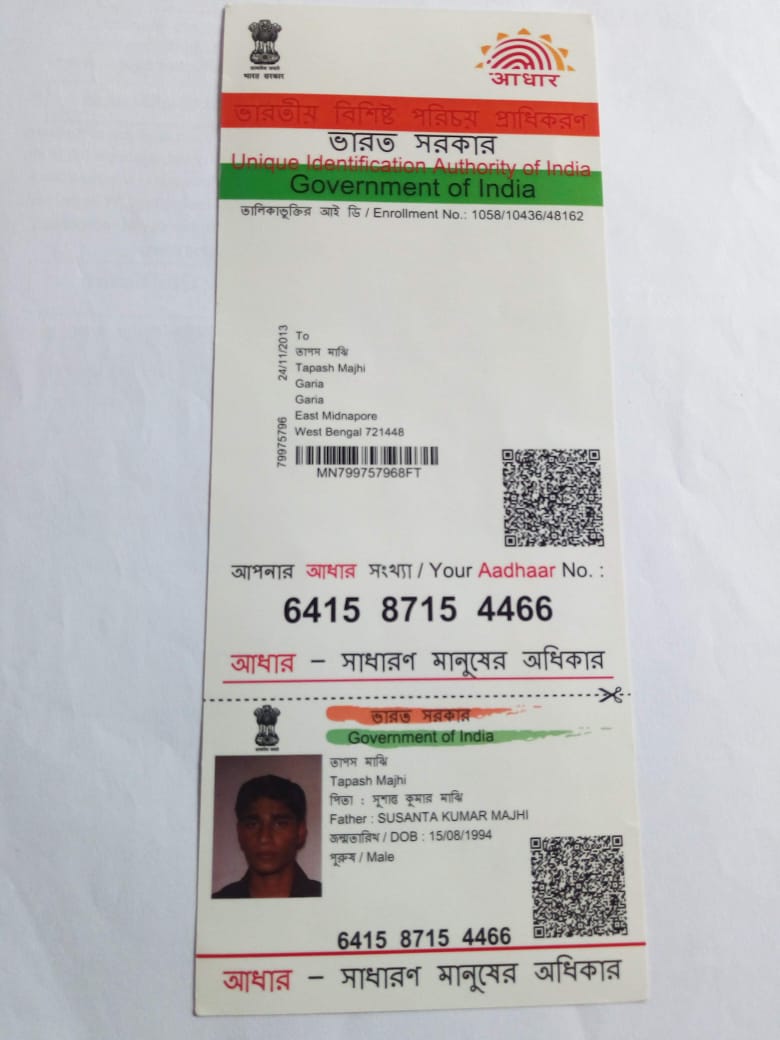 भारत सरकार
आधार
ভারতীয় বিশিষ্ট পরিচয় প্রাধিকরণ
ভারত সরকার
Unique Identification Authority of India
Government of India
তালিকাভুক্তির আই ডি / Enrollment No.: 1058/10436/48162
24/11/2013
79975796
To
তাপস মাঝি
Tapash Majhi
Garia
Garia
East Midnapore
West Bengal 721448
MN799757968FT
আপনার আধার সংখ্যা / Your Aadhaar No. :
6415 8715 4466
আধার – সাধারণ মানুষের অধিকার
ভারত সরকার
Government of India
তাপস মাঝি
Tapash Majhi
পিতা : সুশান্ত কুমার মাঝি
Father : SUSANTA KUMAR MAJHI
জন্মতারিখ / DOB : 15/08/1994
পুরুষ / Male
6415 8715 4466
আধার – সাধারণ মানুষের অধিকার